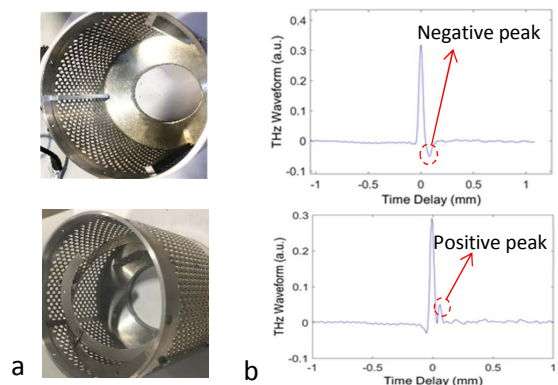 0.4
Negative peak
0.3
0.2
0.1
0
-0.1
THz Waveform (a.u.)
-1
-0.5
0
0.5
1
Time Delay (mm)
0.3
0.2
Positive peak
0.1
0
-0.1
THz Waveform (a.u.)
-1
-0.5
0
0.5
1
Time Delay (mm)
a
b